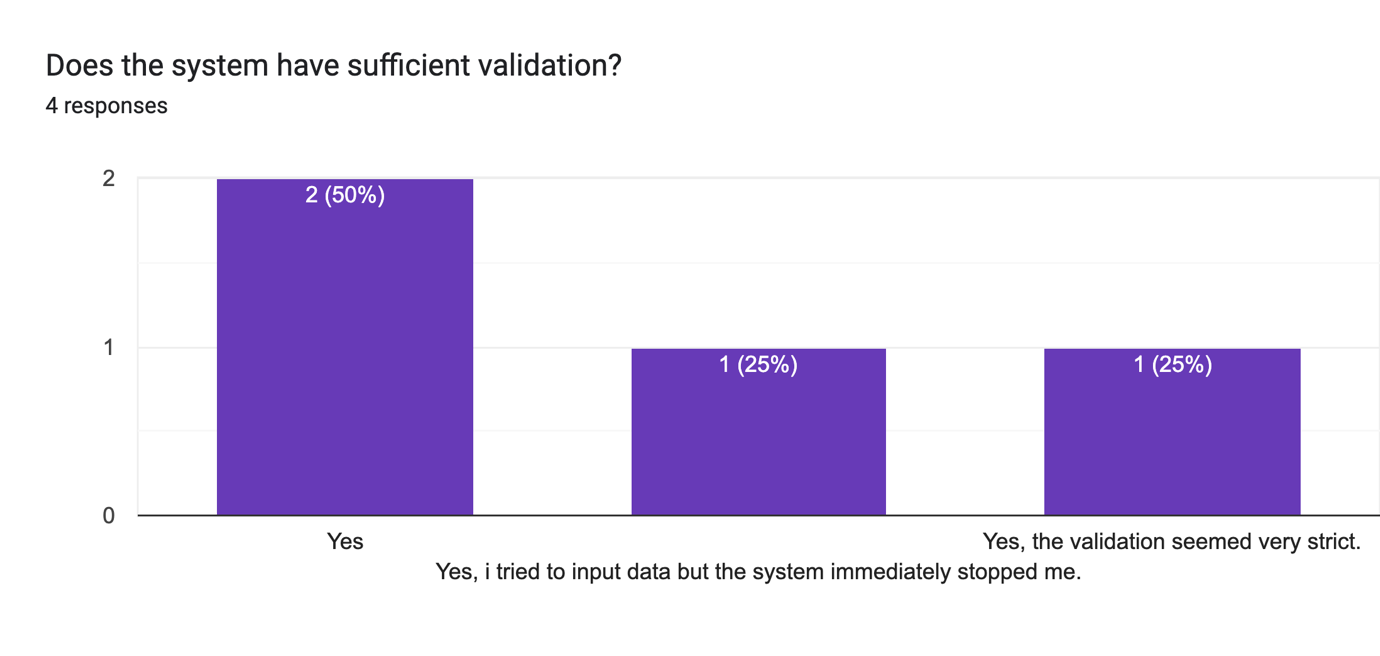 Does the system have sufficient validation?
4 responses
2
2 (50%)
1
1 (25%)
1 (25%)
0
Yes
Yes, the validation seemed very strict.
Yes, i tried to input data but the system immediately stopped me.